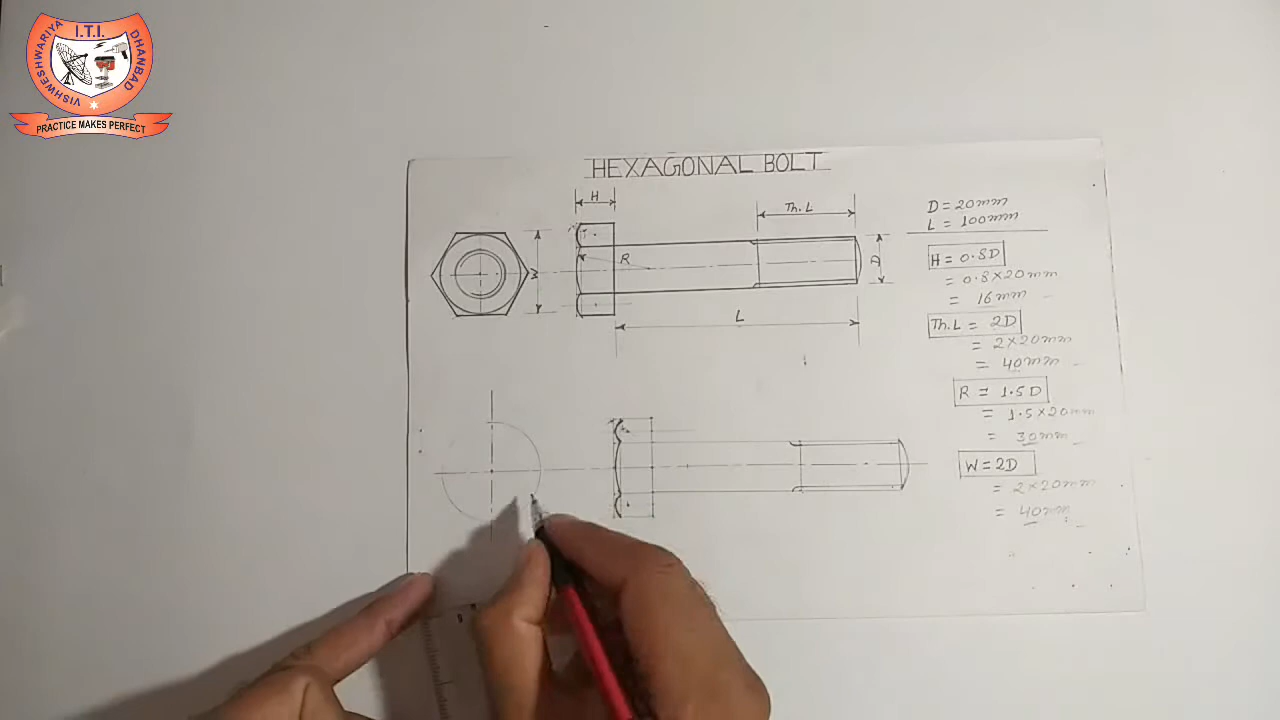 I.T.I.
VISHWESHWARIYA
DHANBAD
PRACTICE MAKES PERFECT
HEXAGONAL BOLT
H
Th. L
W
R
D
L
D = 20mm
L = 100mm
H = 0.8D
= 0.8×20mm
= 16mm
Th.L = 2D
= 2×20mm
= 40mm
R = 1.5D
= 1.5×20mm
= 30mm
W = 2D
= 2×20mm
= 40mm